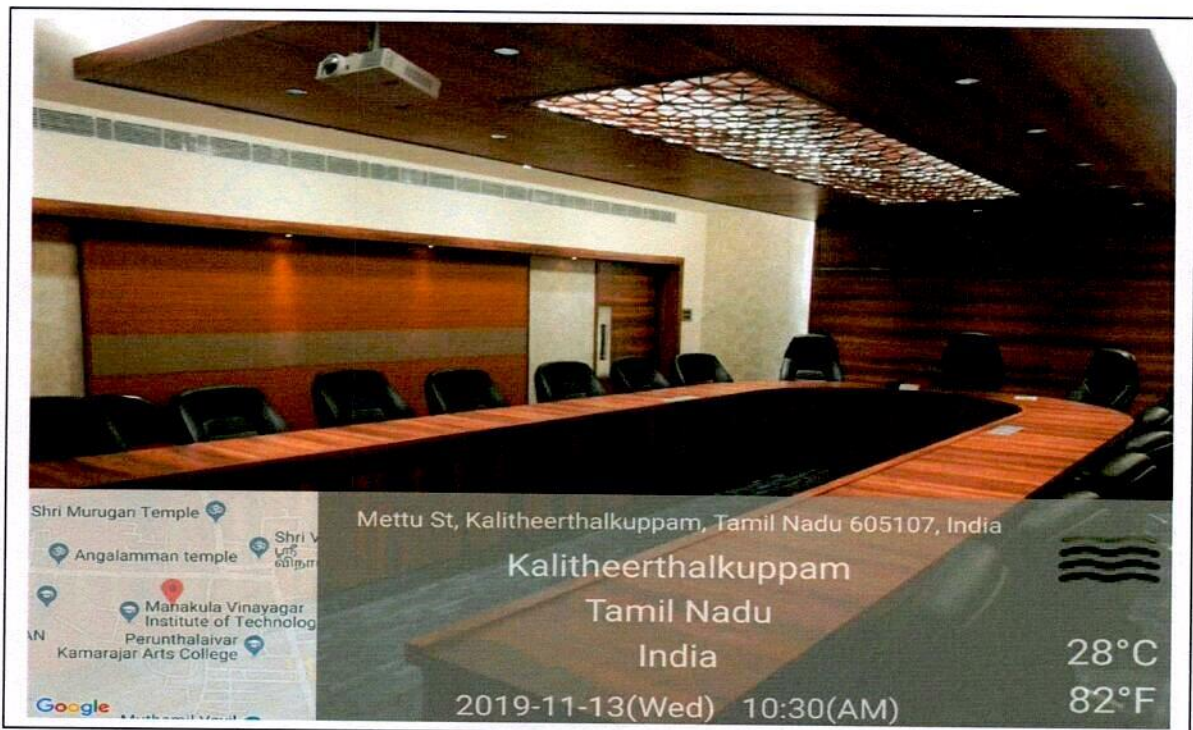 Shri Murugan Temple
Angalamman temple
Shri V
ஸ்ரீ
விநா
Manakula Vinayagar
Institute of Technolog
AN
Perunthalaivar
Kamarajar Arts College
Google
Mettu St, Kalitheerthalkuppam, Tamil Nadu 605107, India
Kalitheerthalkuppam
Tamil Nadu
India
2019-11-13(Wed) 10:30(AM)
28°C
82°F